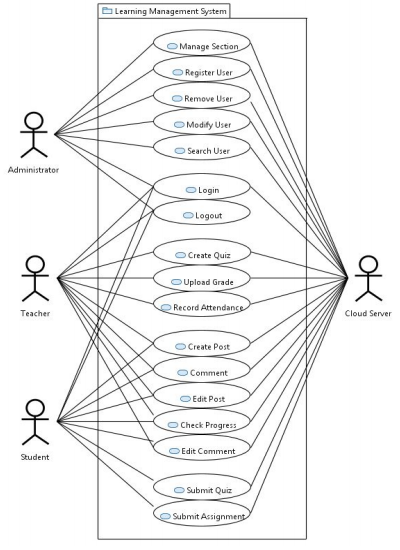 Learning Management System
Manage Section
Register User
Remove User
Modify User
Search User
Administrator
Login
Logout
Create Quiz
Upload Grade
Record Attendance
Teacher
Cloud Server
Create Post
Comment
Edit Post
Check Progress
Edit Comment
Student
Submit Quiz
Submit Assignment